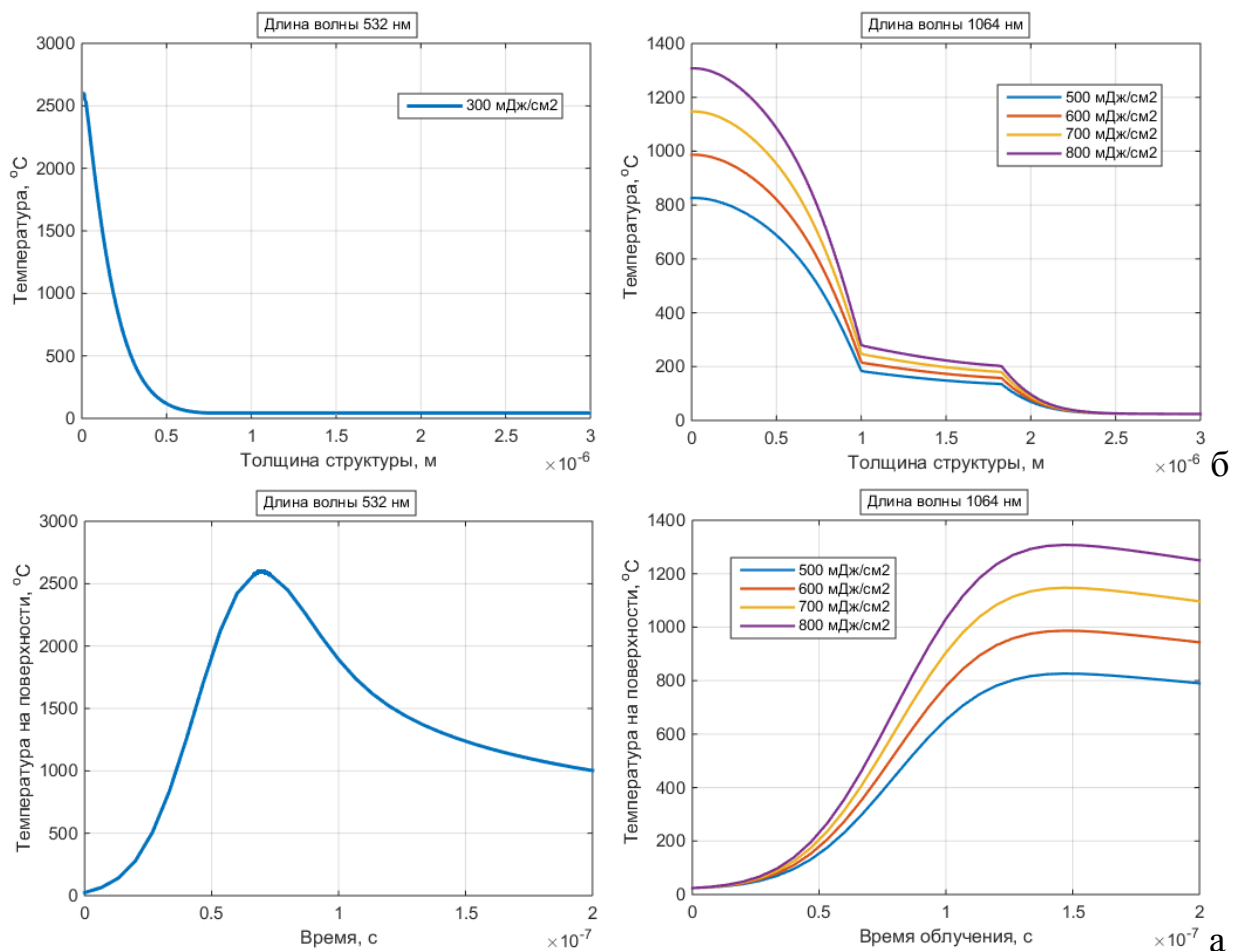 Длина волны 532 нм
3000
2500
2000
1500
1000
500
0
Температура, °C
300 мДж/см2
0 0.5 1 1.5 2 2.5 3
Толщина структуры, м
×10-6
Длина волны 1064 нм
1400
1200
1000
800
600
400
200
0
Температура, °C
500 мДж/см2
600 мДж/см2
700 мДж/см2
800 мДж/см2
0 0.5 1 1.5 2 2.5 3
Толщина структуры, м
×10-6
б
Длина волны 532 нм
3000
2500
2000
1500
1000
500
0
Температура на поверхности, °C
0 0.5 1 1.5 2
Время, с
×10-7
Длина волны 1064 нм
1400
1200
1000
800
600
400
200
0
Температура на поверхности, °C
500 мДж/см2
600 мДж/см2
700 мДж/см2
800 мДж/см2
0 0.5 1 1.5 2
Время облучения, с
×10-7
а